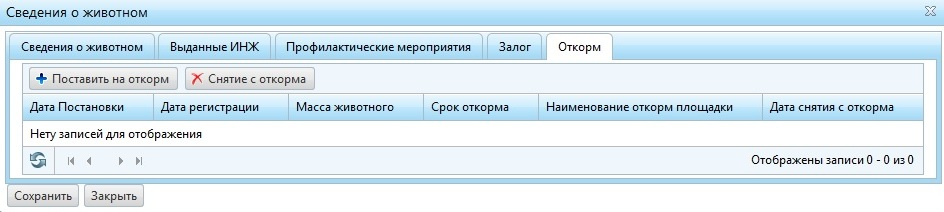 Сведения о животном
Сведения о животном Выданные ИНЖ Профилактические мероприятия Залог Откорм
Поставить на откорм Снятие с откорма
Дата Постановки Дата регистрации Масса животного Срок откорма Наименование откорм площадки Дата снятия с откорма
Нету записей для отображения
Отображены записи 0 - 0 из 0
Сохранить Закрыть